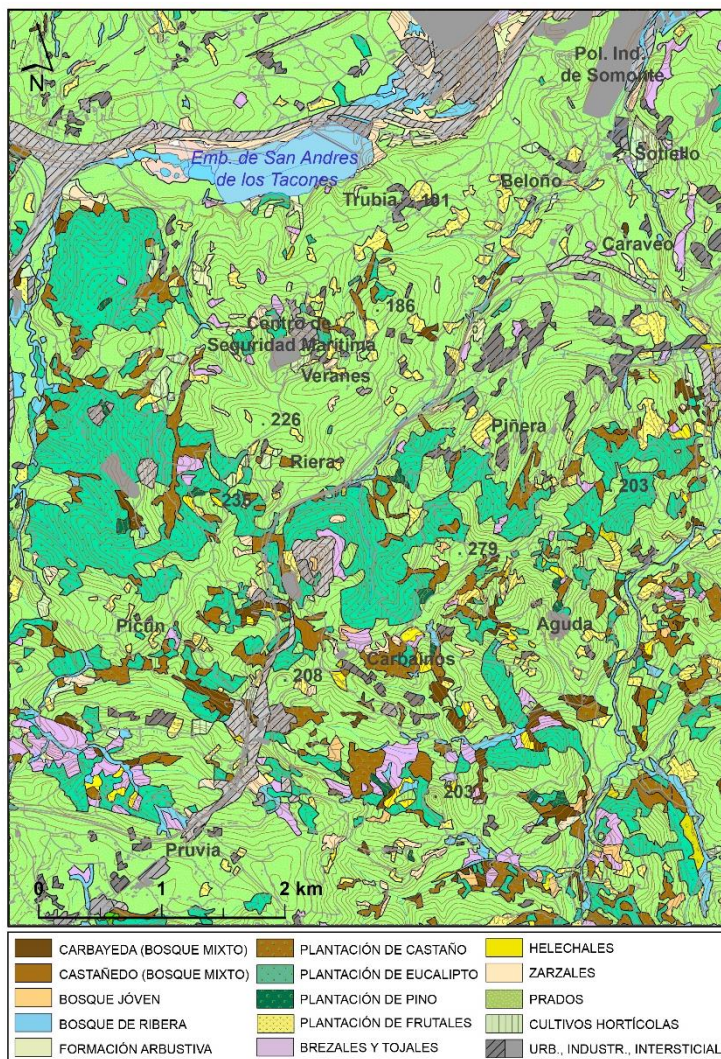 N
Pol. Ind.
de Somonte
Sotiello
Emb. de San Andres
de los Tacones
Beloño
Trubia
101
Caraveo
186
Centro de
Seguridad Marítima
Veranes
226
Piñera
Riera
235
203
279
Picún
Aguda
Carbainos
208
203
Pruvia
0 1 2 km
CARBAYEDA (BOSQUE MIXTO)
CASTAÑEDO (BOSQUE MIXTO)
BOSQUE JÓVEN
BOSQUE DE RIBERA
FORMACIÓN ARBUSTIVA
PLANTACIÓN DE CASTAÑO
PLANTACIÓN DE EUCALIPTO
PLANTACIÓN DE PINO
PLANTACIÓN DE FRUTALES
BREZALES Y TOJALES
HELECHALES
ZARZALES
PRADOS
CULTIVOS HORTÍCOLAS
URB., INDUSTR., INTERSTICIAL